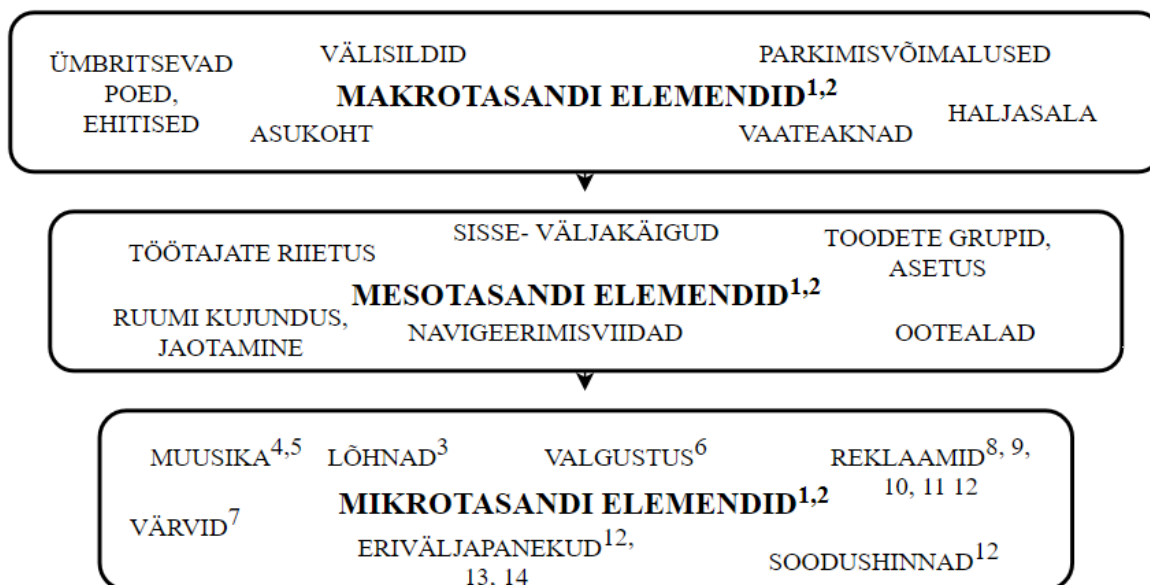 VÄLISILDID
PARKIMISVÕIMALUSED
ÜMBRITSEVAD
POED,
EHITISED
MAKROTASANDI ELEMENDID1,2
HALJASALA
ASUKOHT
VAATEAKNAD
SISSE- VÄLJAKÄIGUD
TÖÖTAJATE RIIETUS
TOODETE GRUPID,
ASETUS
MESOTASANDI ELEMENDID1,2
RUUMI KUJUNDUS,
JAOTAMINE
NAVIGEERIMISVIIDAD
OOTEALAD
MUUSIKA4,5
LÕHNAD3
VALGUSTUS6
REKLAAMID8, 9,
10, 11 12
MIKROTASANDI ELEMENDID1,2
VÄRVID7
ERIVÄLJAPANEKUD12,
13, 14
SOODUSHINNAD12